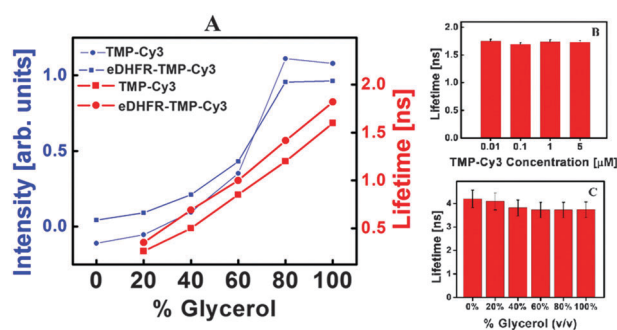 A
TMP-Cy3
eDHFR-TMP-Cy3
TMP-Cy3
eDHFR-TMP-Cy3
Intensity [arb. units]
1.0
0.5
0.0
2.0
1.5
1.0
0.5
Lifetime [ns]
0 20 40 60 80 100
% Glycerol
B
Lifetime [ns]
2.0
1.5
1.0
0.5
0.0
0.01 0.1 1 5
TMP-Cy3 Concentration [µM]
C
Lifetime [ns]
4
2
0
0% 20% 40% 60% 80% 100%
% Glycerol (v/v)